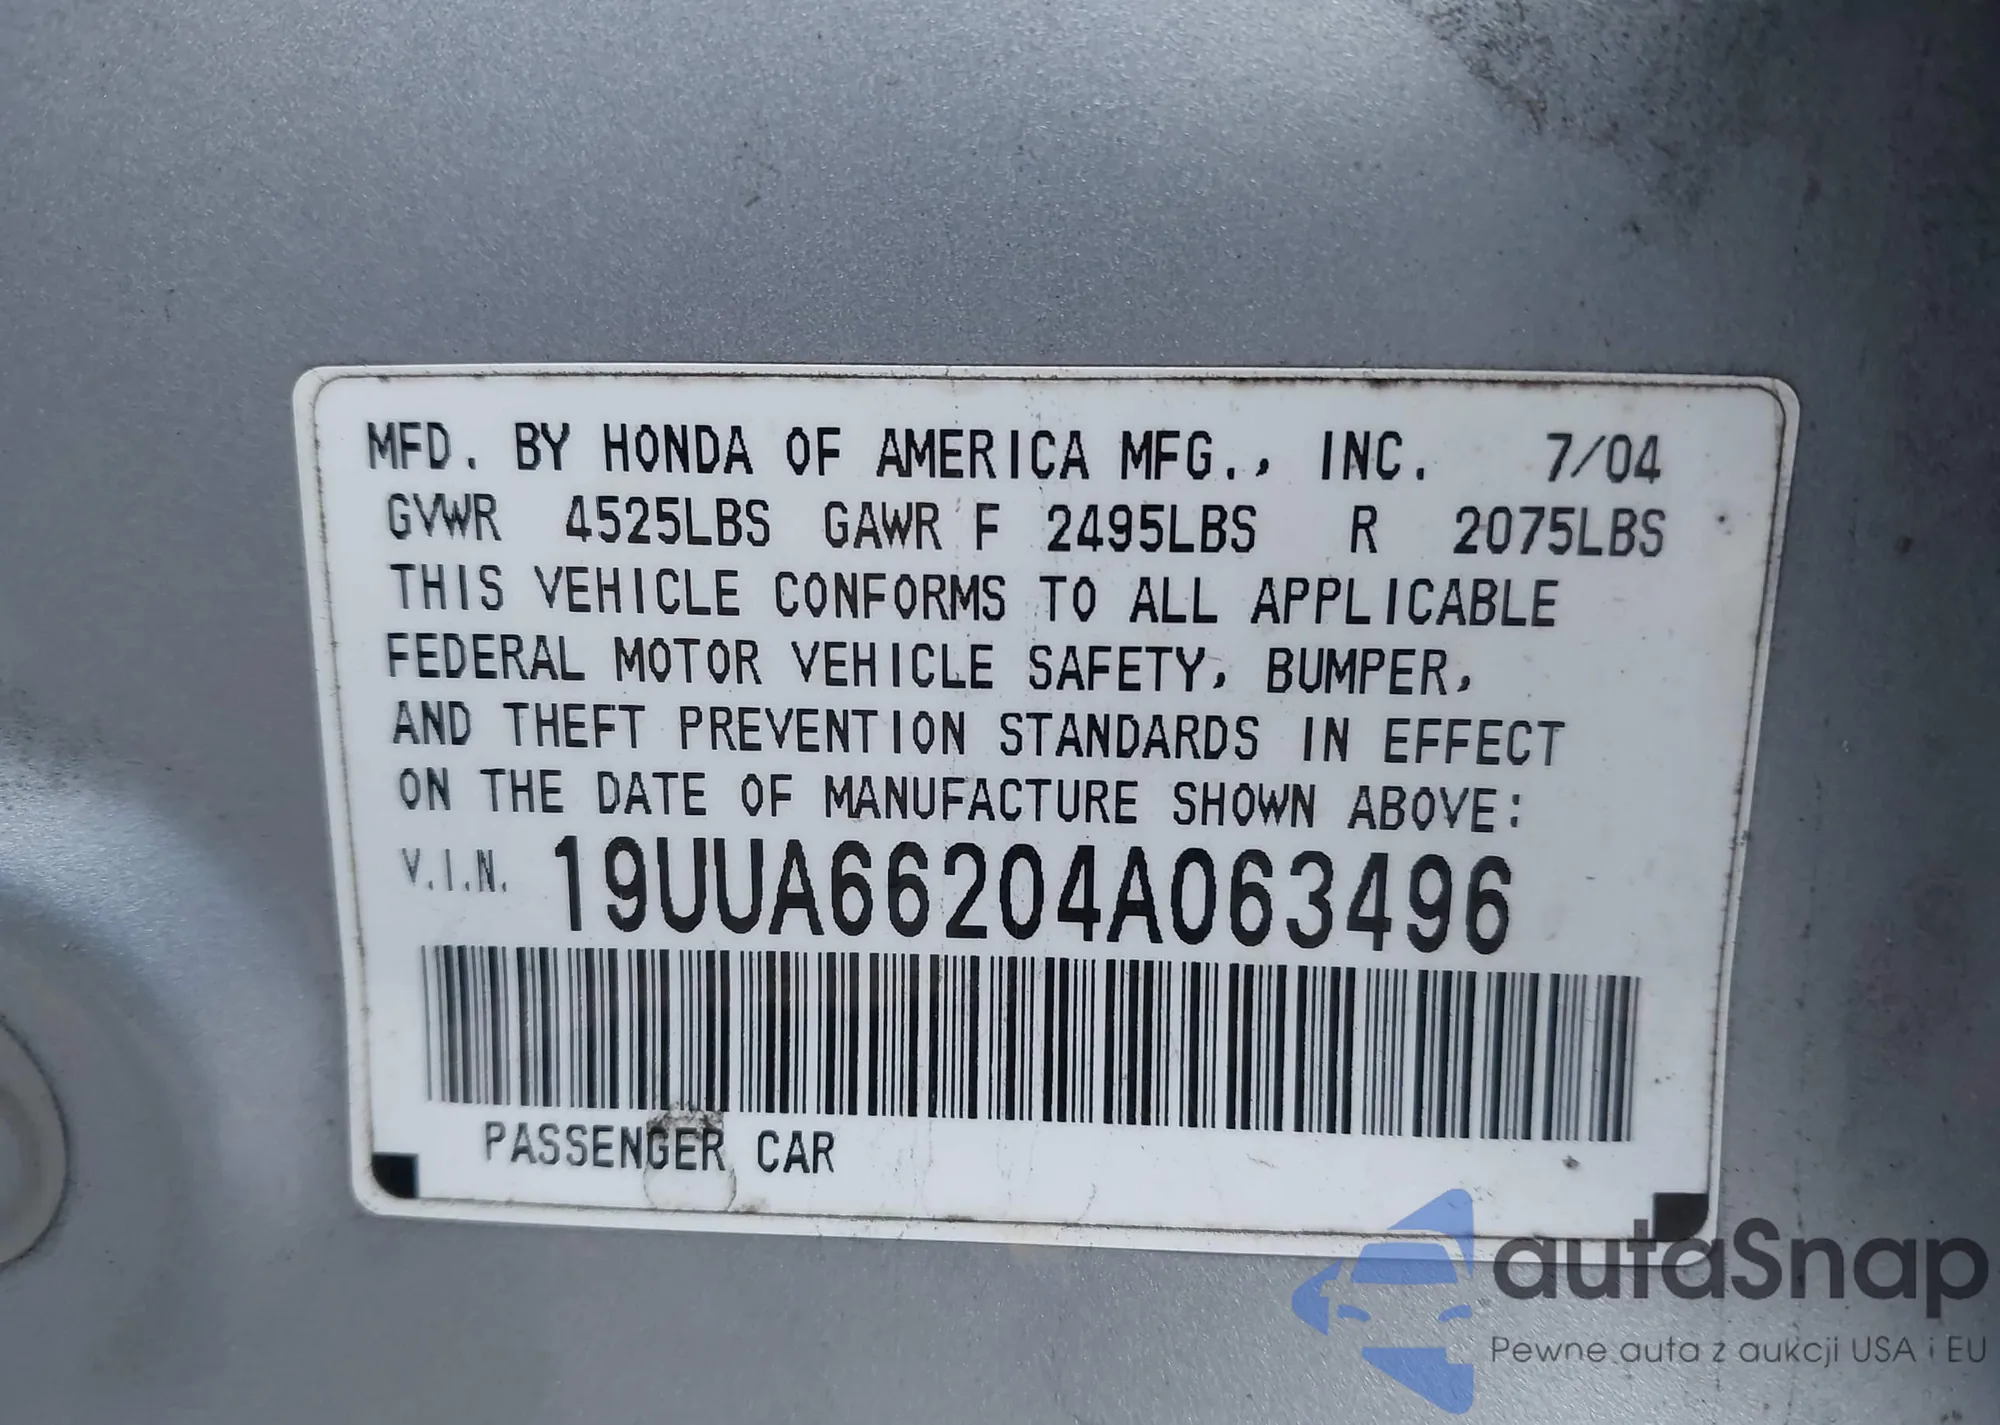 MFD. BY HONDA OF AMERICA MFG., INC. 7/04
GVWR 4525LBS GAWR F 2495LBS R 2075LBS
THIS VEHICLE CONFORMS TO ALL APPLICABLE
FEDERAL MOTOR VEHICLE SAFETY, BUMPER,
AND THEFT PREVENTION STANDARDS IN EFFECT
ON THE DATE OF MANUFACTURE SHOWN ABOVE:
V.I.N. 19UUA66204A063496
PASSENGER CAR
autaSnap
Pewne auta z aukcji USA i EU